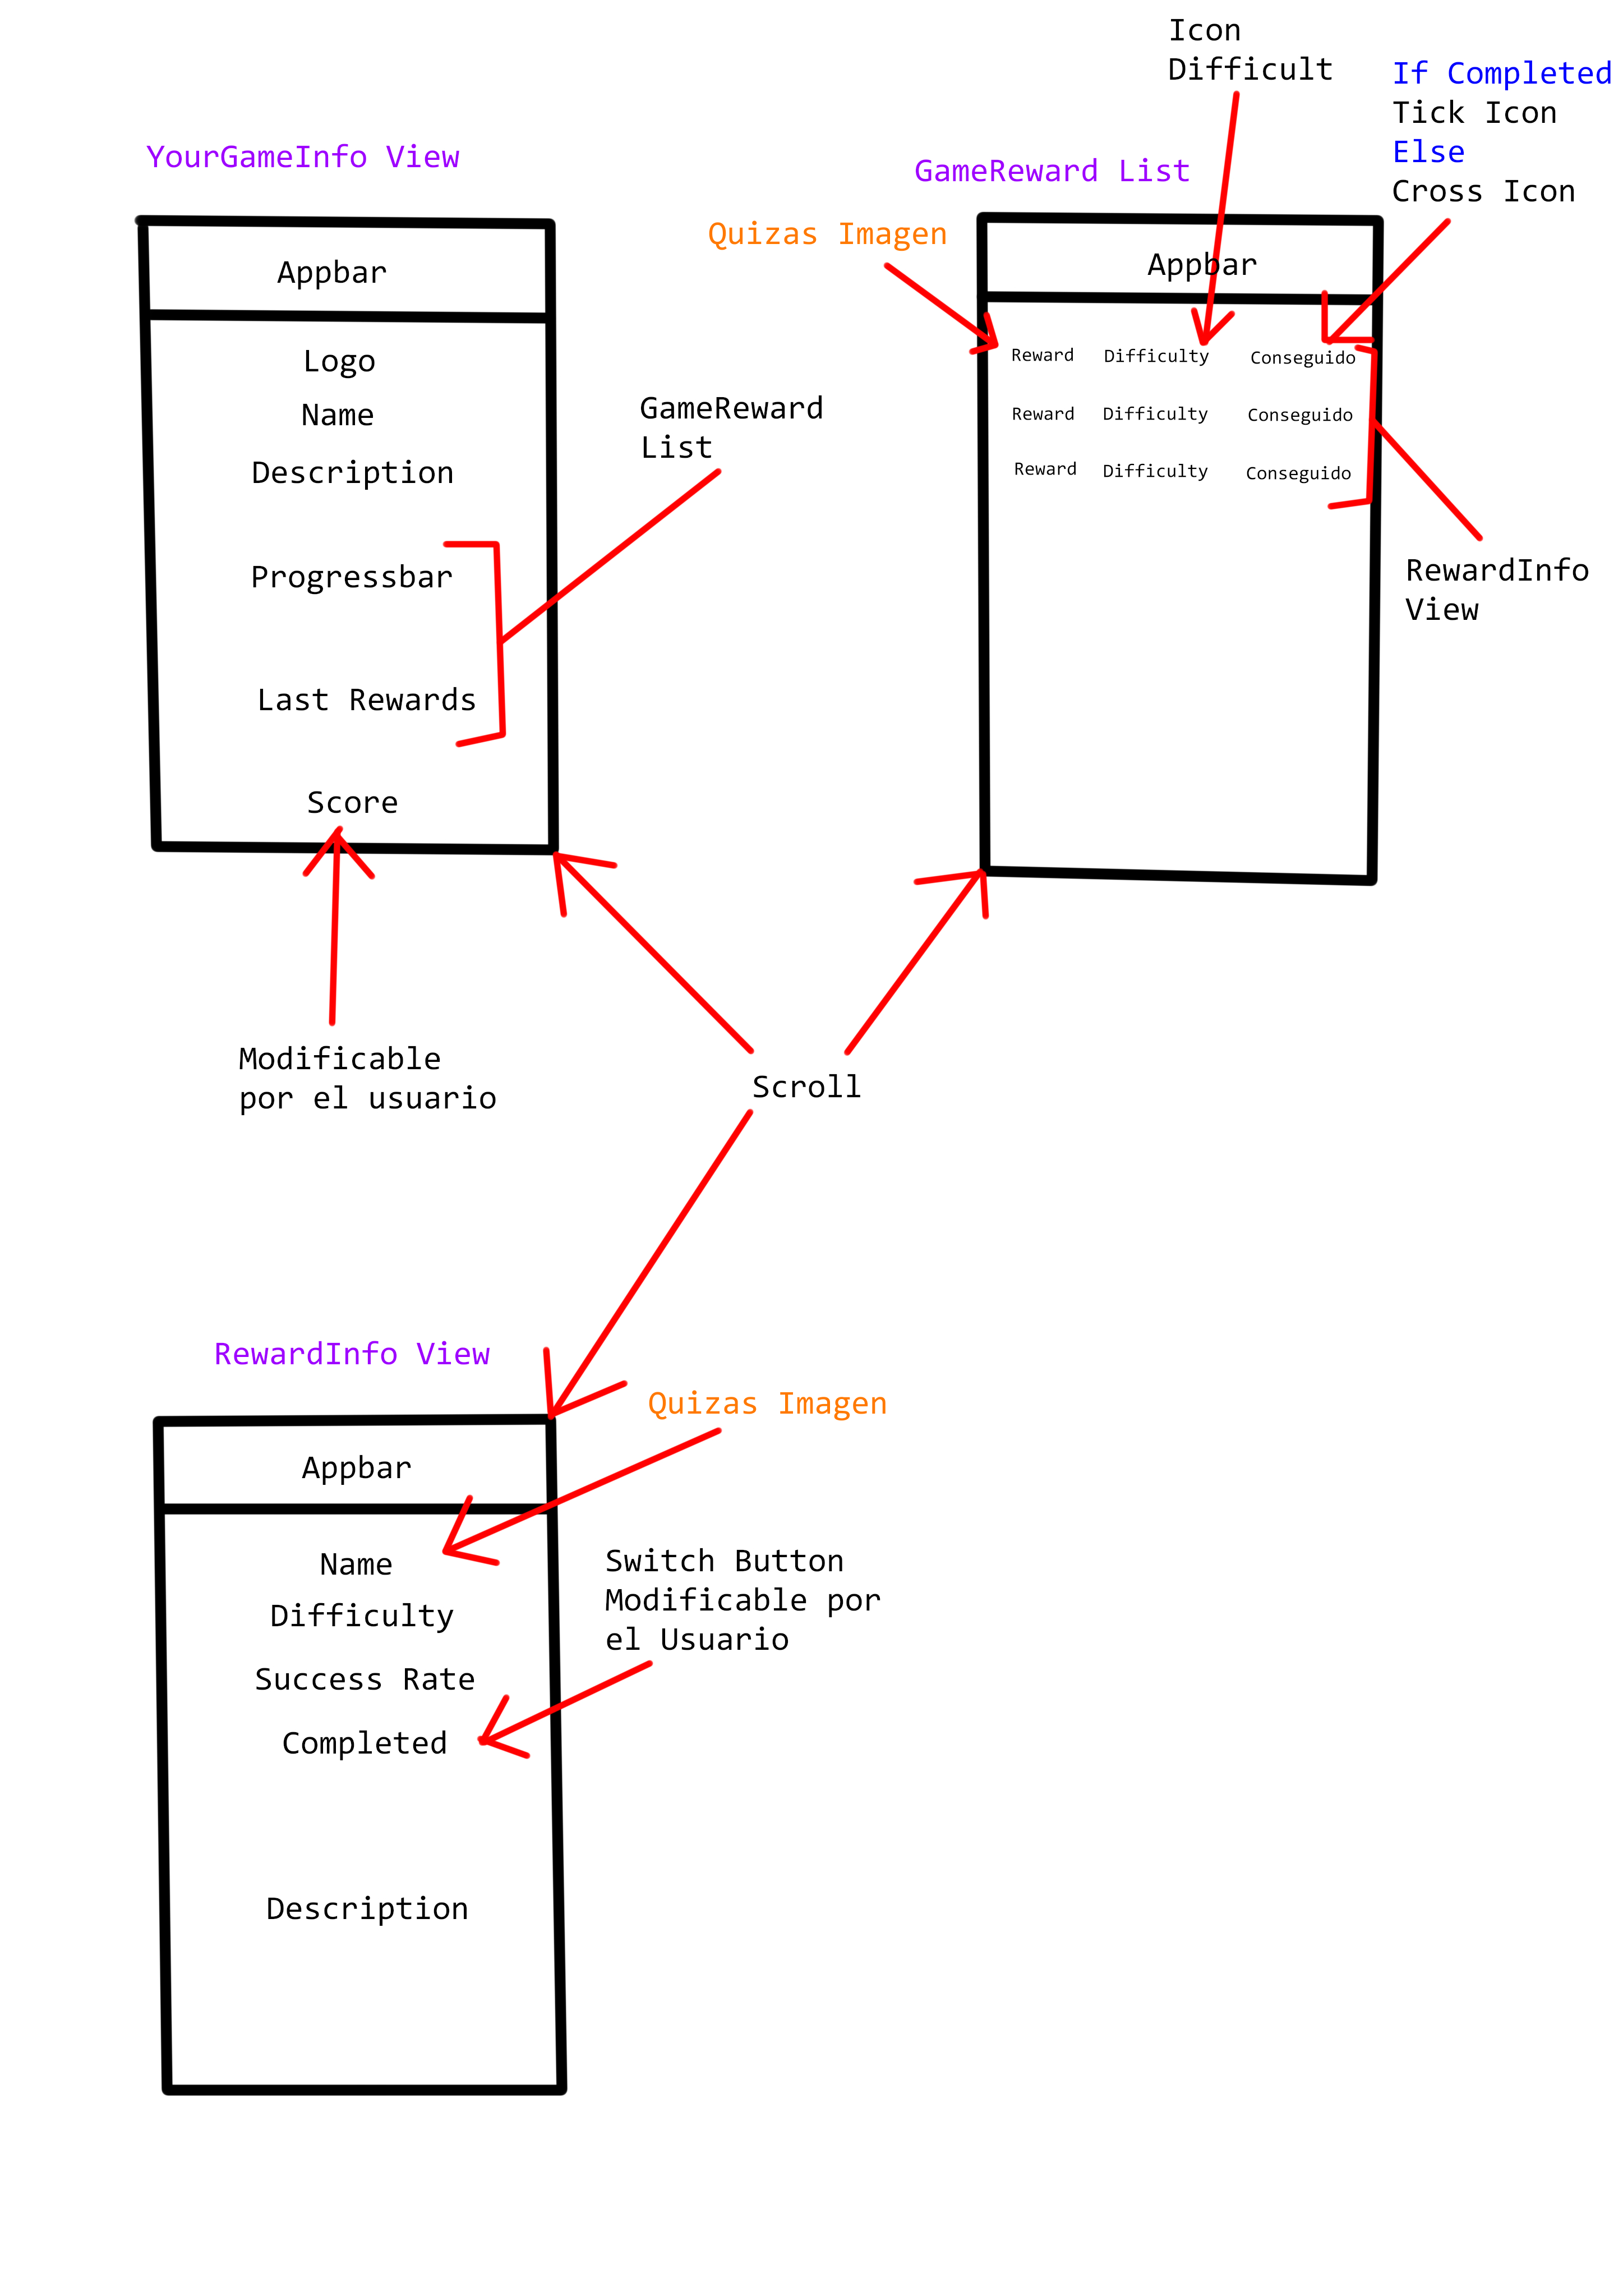 Icon
Difficult
If Completed
Tick Icon
Else
Cross Icon
YourGameInfo View
GameReward List
Quizas Imagen
Appbar
Logo
Name
Description
Progressbar
Last Rewards
Score
GameReward
List
Appbar
Reward Difficulty Conseguido
Reward Difficulty Conseguido
Reward Difficulty Conseguido
RewardInfo
View
Modificable
por el usuario
Scroll
RewardInfo View
Quizas Imagen
Appbar
Name
Difficulty
Success Rate
Completed
Description
Switch Button
Modificable por
el Usuario